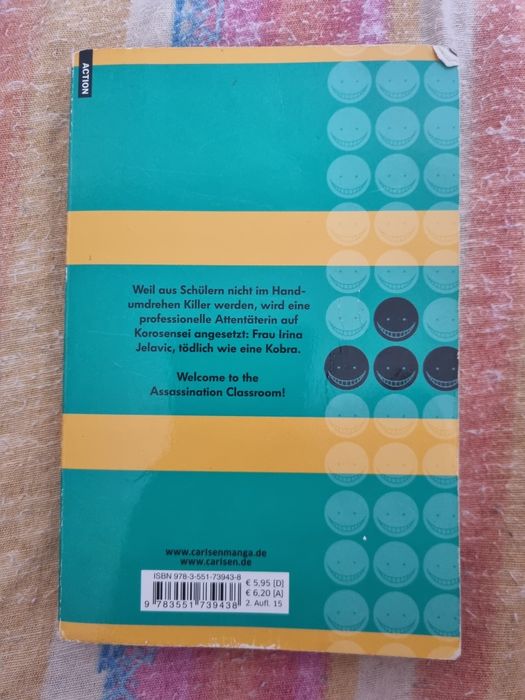 ACTION
Weil aus Schülern nicht im Hand-
umdrehen Killer werden, wird eine
professionelle Attentäterin auf
Korosensei angesetzt: Frau Irina
Jelavic, tödlich wie eine Kobra.
Welcome to the
Assassination Classroom!
www.carlsenmanga.de
www.carlsen.de
ISBN 978-3-551-73943-8
€ 5,95 [D]
€ 6,20 [A]
2. Aufl. 15
9 783551 739438